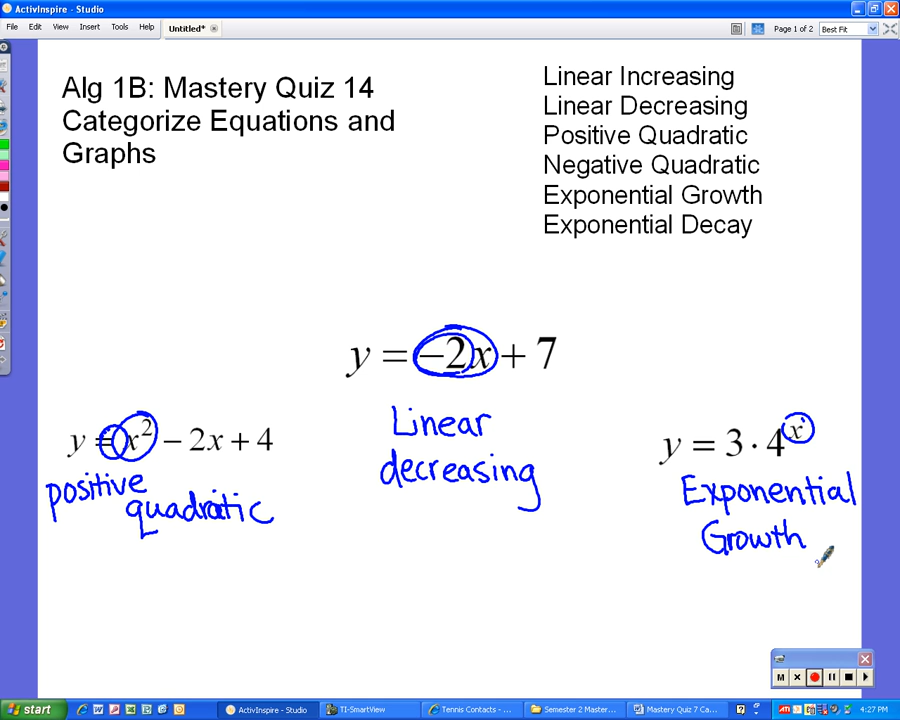 ActivInspire - Studio
File Edit View Insert Tools Help
Untitled*
Page 1 of 2
Best Fit
Alg 1B: Mastery Quiz 14
Categorize Equations and
Graphs
Linear Increasing
Linear Decreasing
Positive Quadratic
Negative Quadratic
Exponential Growth
Exponential Decay
y = -2x + 7
y = x² - 2x + 4
positive
quadratic
Linear
decreasing
y = 3 · 4ˣ
Exponential
Growth
M
start
ActivInspire - Studio
TI-SmartView
Tennis Contacts - ...
Semester 2 Master...
Mastery Quiz 7 Ca...
ATI
4:27 PM